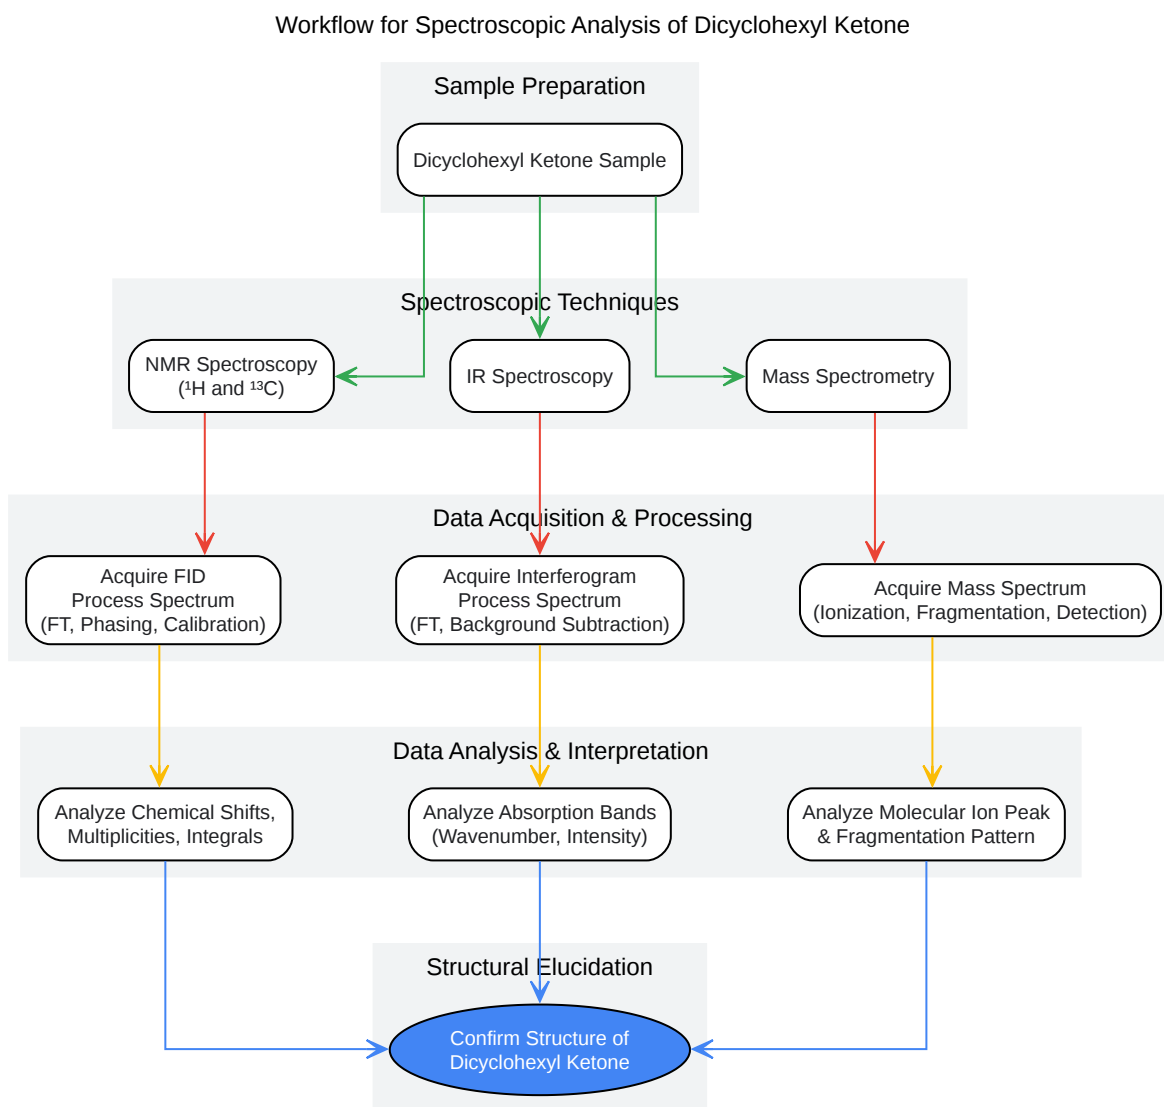 Workflow for Spectroscopic Analysis of Dicyclohexyl Ketone
Sample Preparation
Dicyclohexyl Ketone Sample
Spectroscopic Techniques
NMR Spectroscopy
(¹H and ¹³C)
IR Spectroscopy
Mass Spectrometry
Data Acquisition & Processing
Acquire FID
Process Spectrum
(FT, Phasing, Calibration)
Acquire Interferogram
Process Spectrum
(FT, Background Subtraction)
Acquire Mass Spectrum
(Ionization, Fragmentation, Detection)
Data Analysis & Interpretation
Analyze Chemical Shifts,
Multiplicities, Integrals
Analyze Absorption Bands
(Wavenumber, Intensity)
Analyze Molecular Ion Peak
& Fragmentation Pattern
Structural Elucidation
Confirm Structure of
Dicyclohexyl Ketone